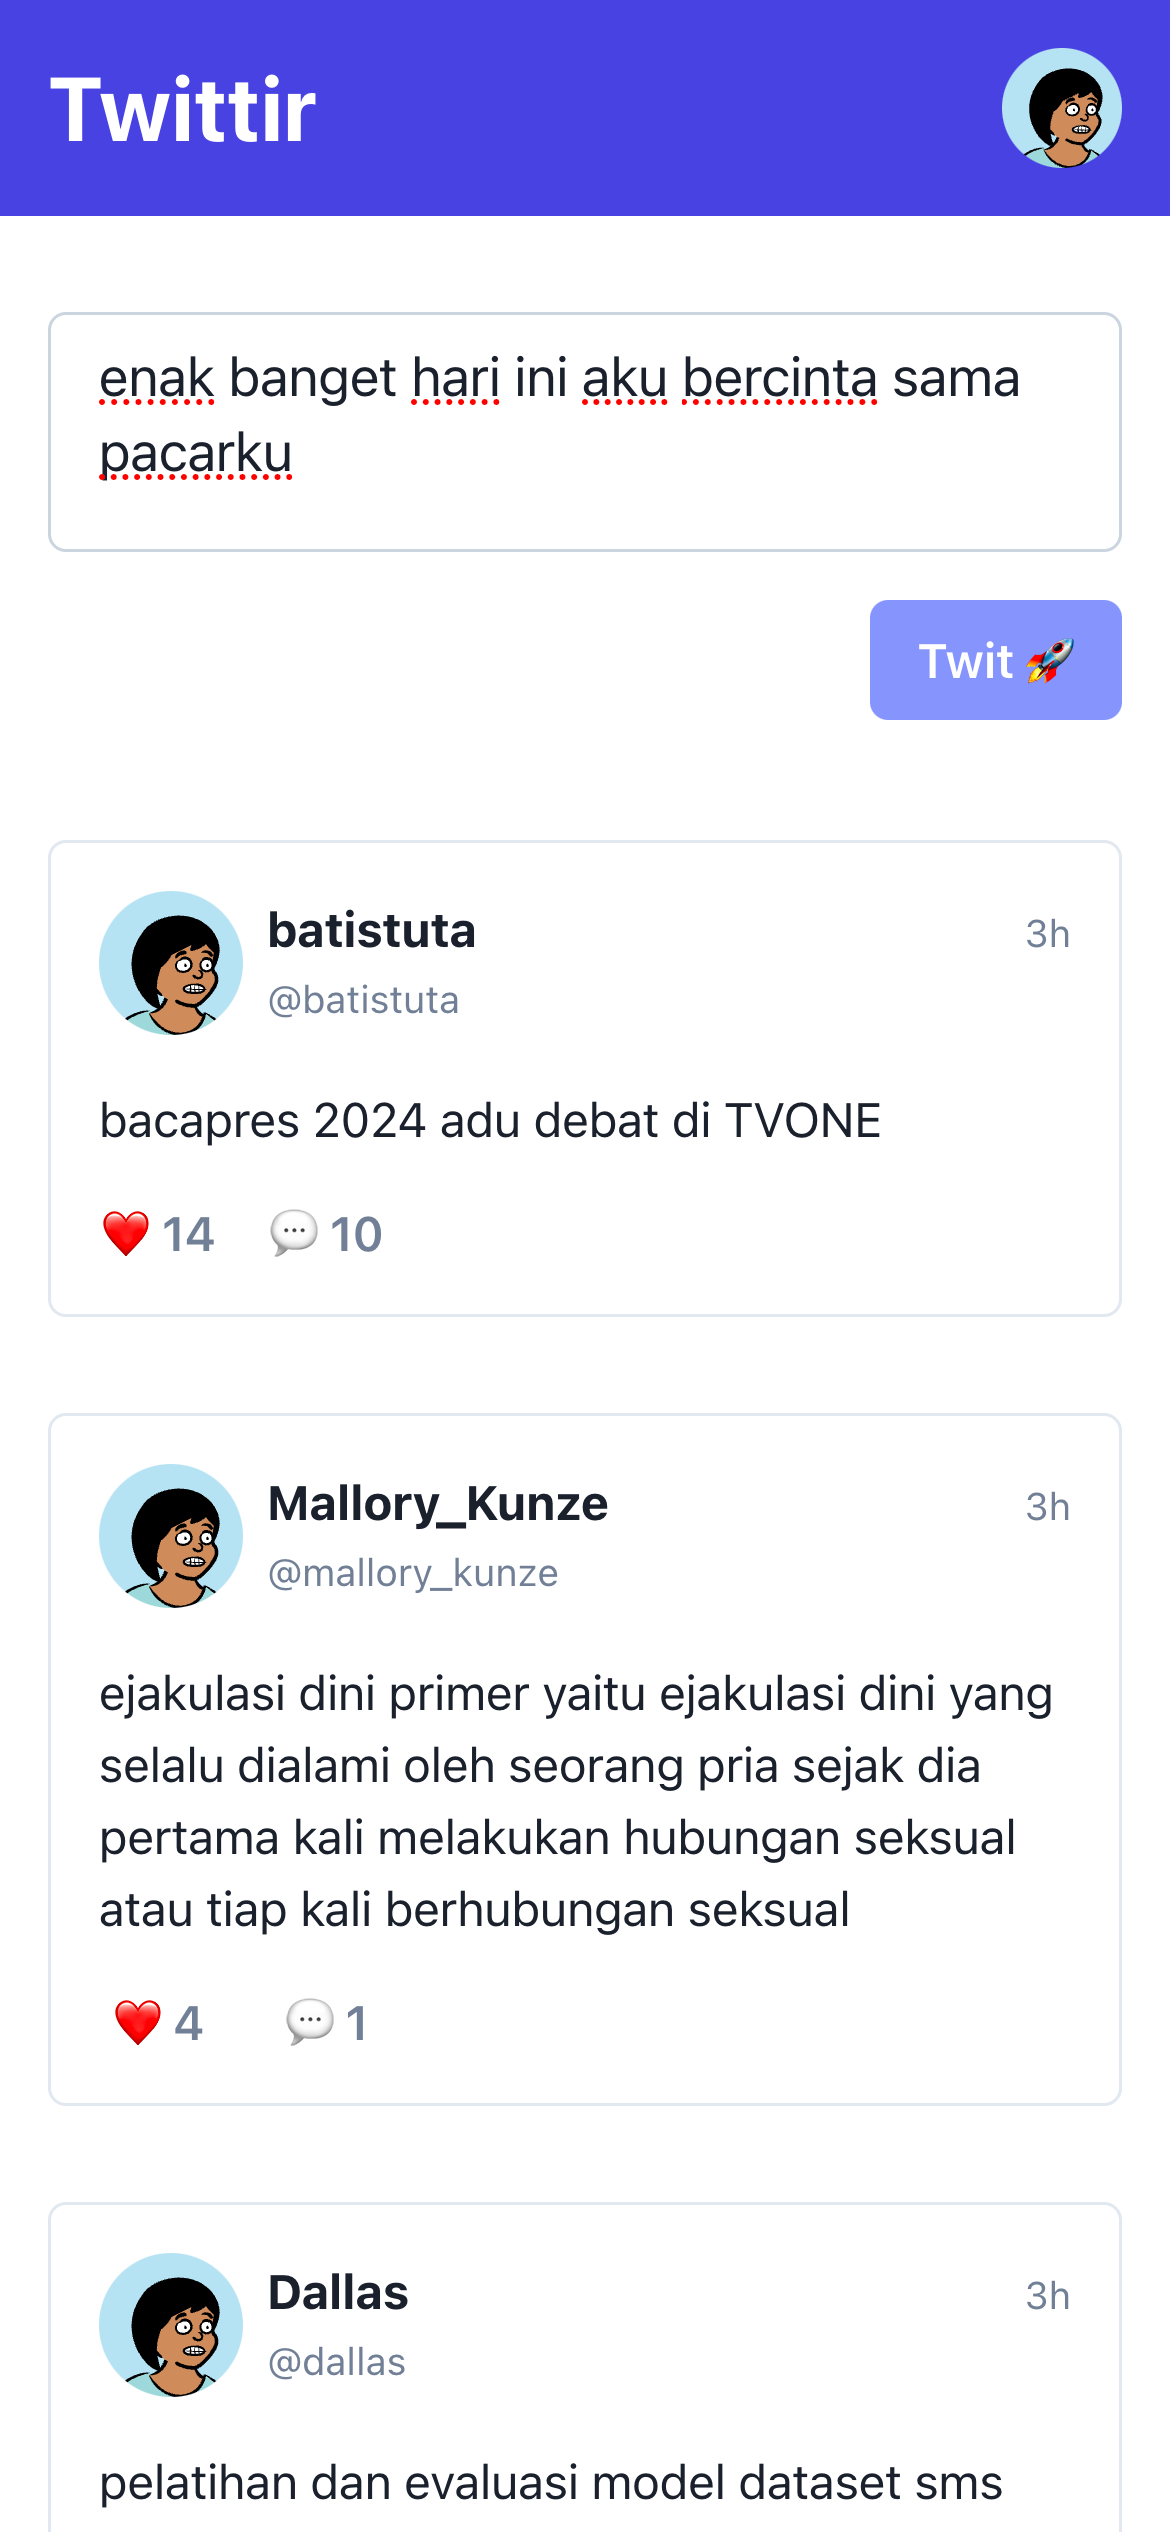 Twittir
enak banget hari ini aku bercinta sama
pacarku
Twit 🚀
batistuta
3h
@batistuta
bacapres 2024 adu debat di TVONE
❤️ 14 💬 10
Mallory_Kunze
3h
@mallory_kunze
ejakulasi dini primer yaitu ejakulasi dini yang
selalu dialami oleh seorang pria sejak dia
pertama kali melakukan hubungan seksual
atau tiap kali berhubungan seksual
❤️ 4 💬 1
Dallas
3h
@dallas
pelatihan dan evaluasi model dataset sms